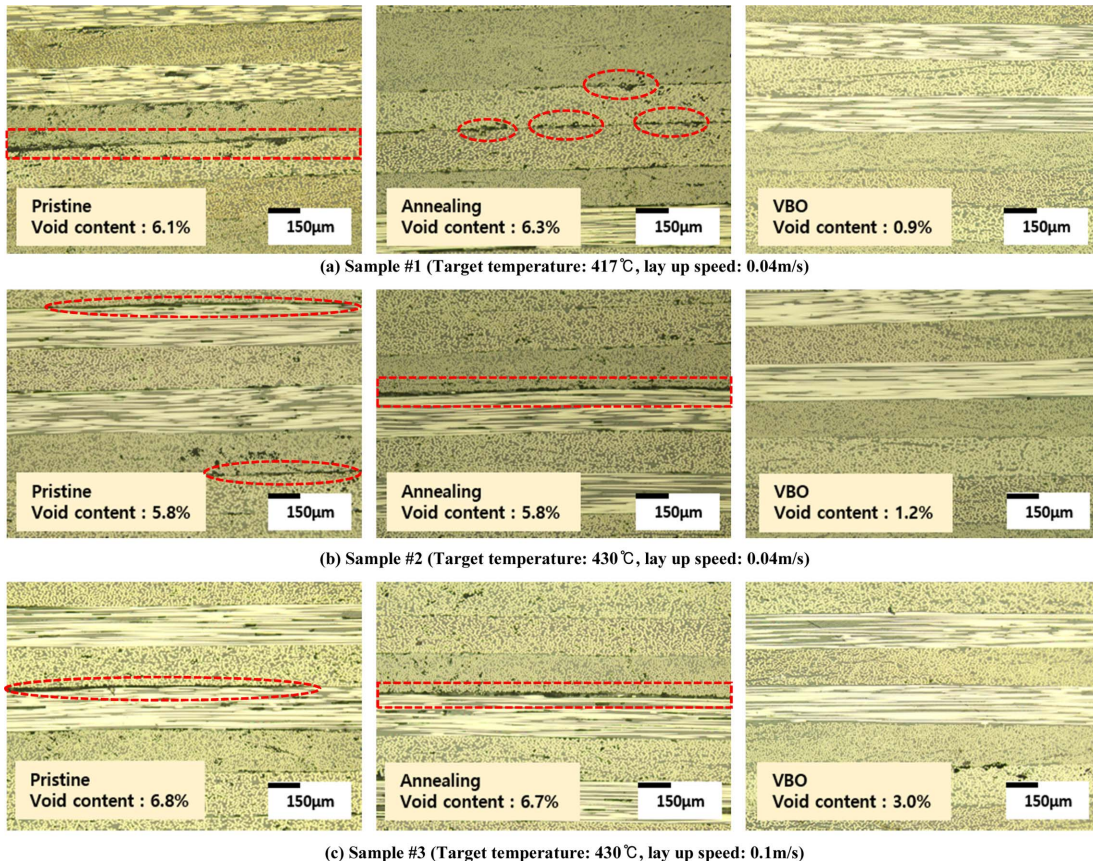 Pristine
Void content : 6.1%
150μm
Annealing
Void content : 6.3%
150μm
VBO
Void content : 0.9%
150μm
(a) Sample #1 (Target temperature: 417℃, lay up speed: 0.04m/s)
Pristine
Void content : 5.8%
150μm
Annealing
Void content : 5.8%
150μm
VBO
Void content : 1.2%
150μm
(b) Sample #2 (Target temperature: 430℃, lay up speed: 0.04m/s)
Pristine
Void content : 6.8%
150μm
Annealing
Void content : 6.7%
150μm
VBO
Void content : 3.0%
150μm
(c) Sample #3 (Target temperature: 430℃, lay up speed: 0.1m/s)